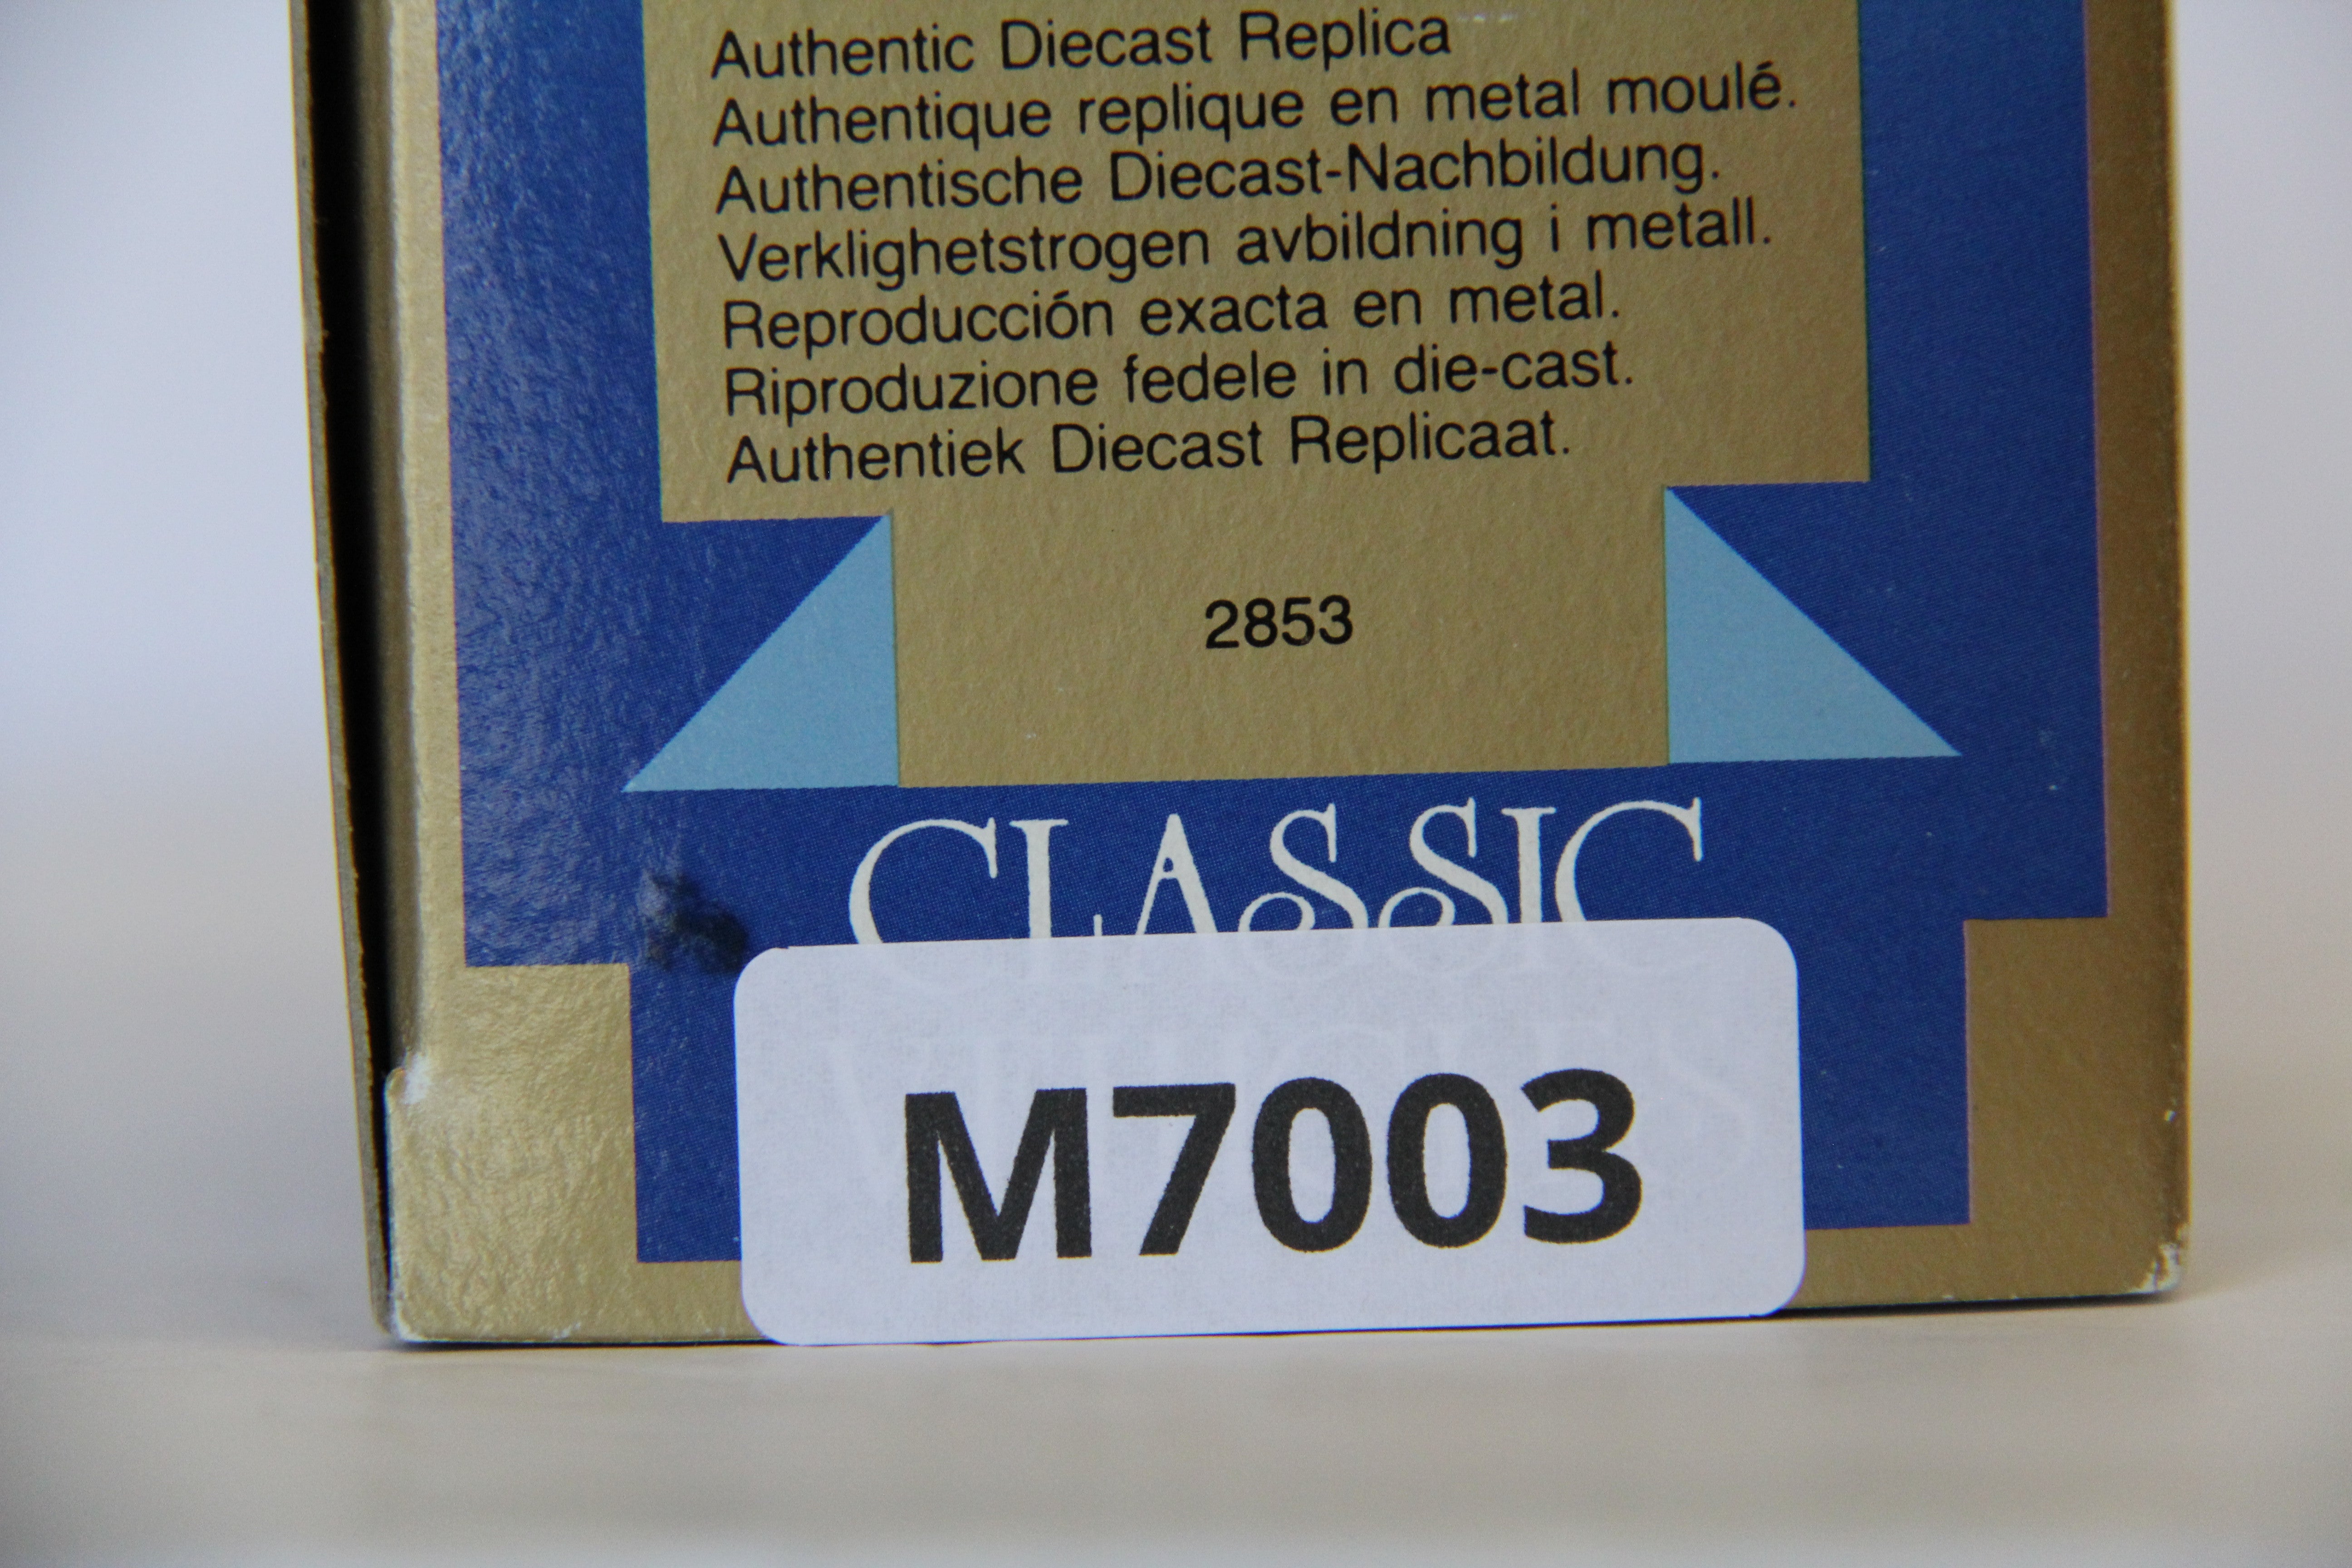 Authentic Diecast Replica
Authentique replique en metal moulé.
Authentische Diecast-Nachbildung.
Verklighetstrogen avbildning i metall.
Reproducción exacta en metal.
Riproduzione fedele in die-cast.
Authentiek Diecast Replicaat.
2853
CLASSIC
M7003